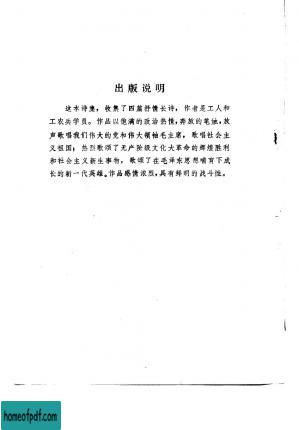 出版说明
这本诗集，收集了四篇抒情长诗，作者是工人和
工农兵学员。作品以饱满的政治热情，奔放的笔触，放
声歌唱我们伟大的党和伟大领袖毛主席，歌唱社会主
义祖国；热烈歌颂了无产阶级文化大革命的辉煌胜利
和社会主义新生事物，歌颂了在毛泽东思想哺育下成
长的新一代英雄。作品感情浓烈，具有鲜明的战斗性。
homeofpdf.com
homeofpdf.com